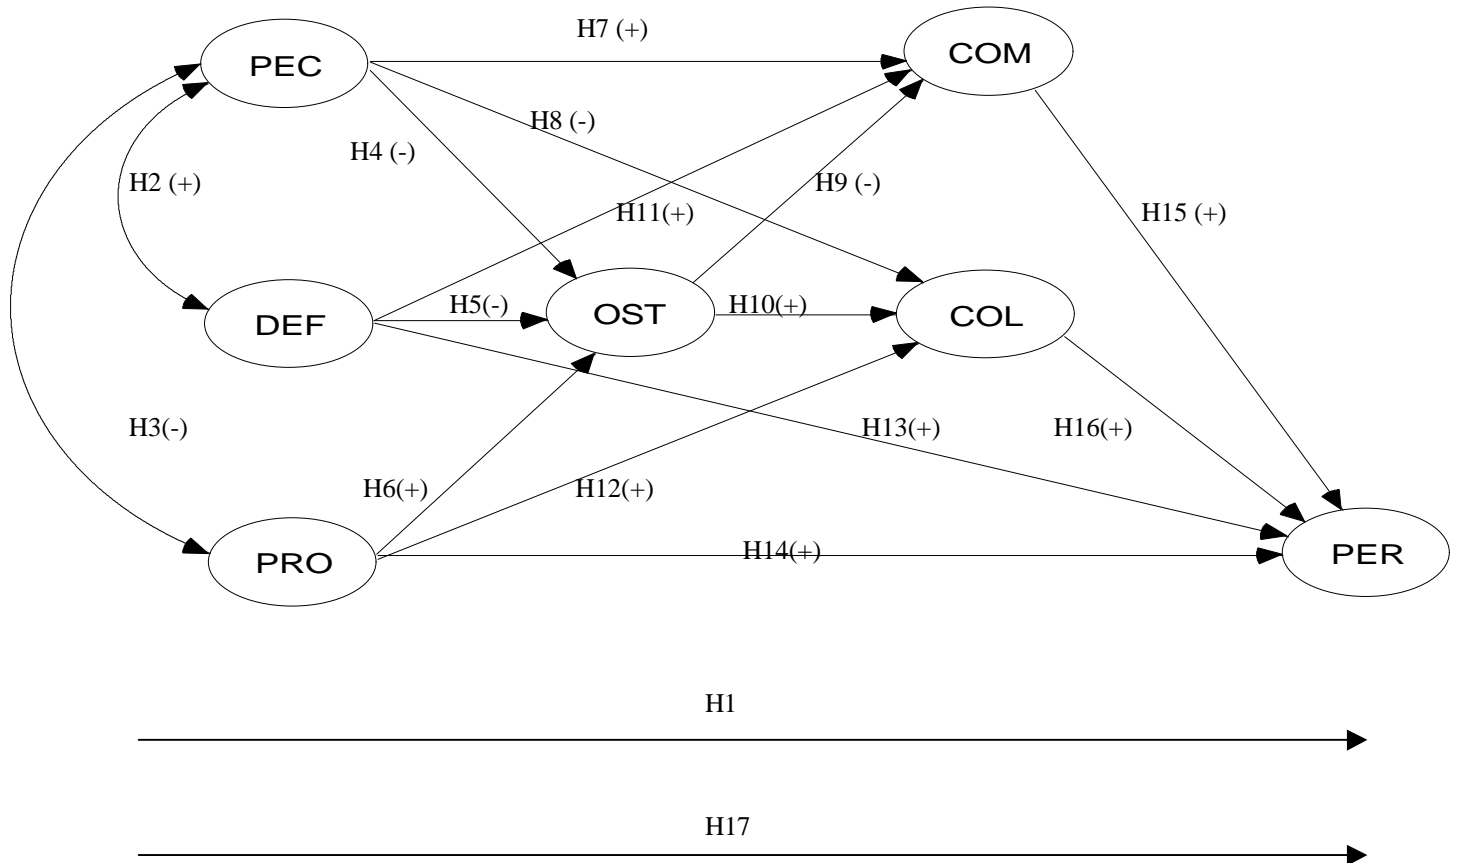 H7 (+)
PEC
COM
H8 (-)
H4 (-)
H2 (+)
H9 (-)
H11(+)
H15 (+)
H5(-)
H10(+)
DEF
OST
COL
H3(-)
H13(+)
H16(+)
H6(+)
H12(+)
H14(+)
PRO
PER
H1
H17